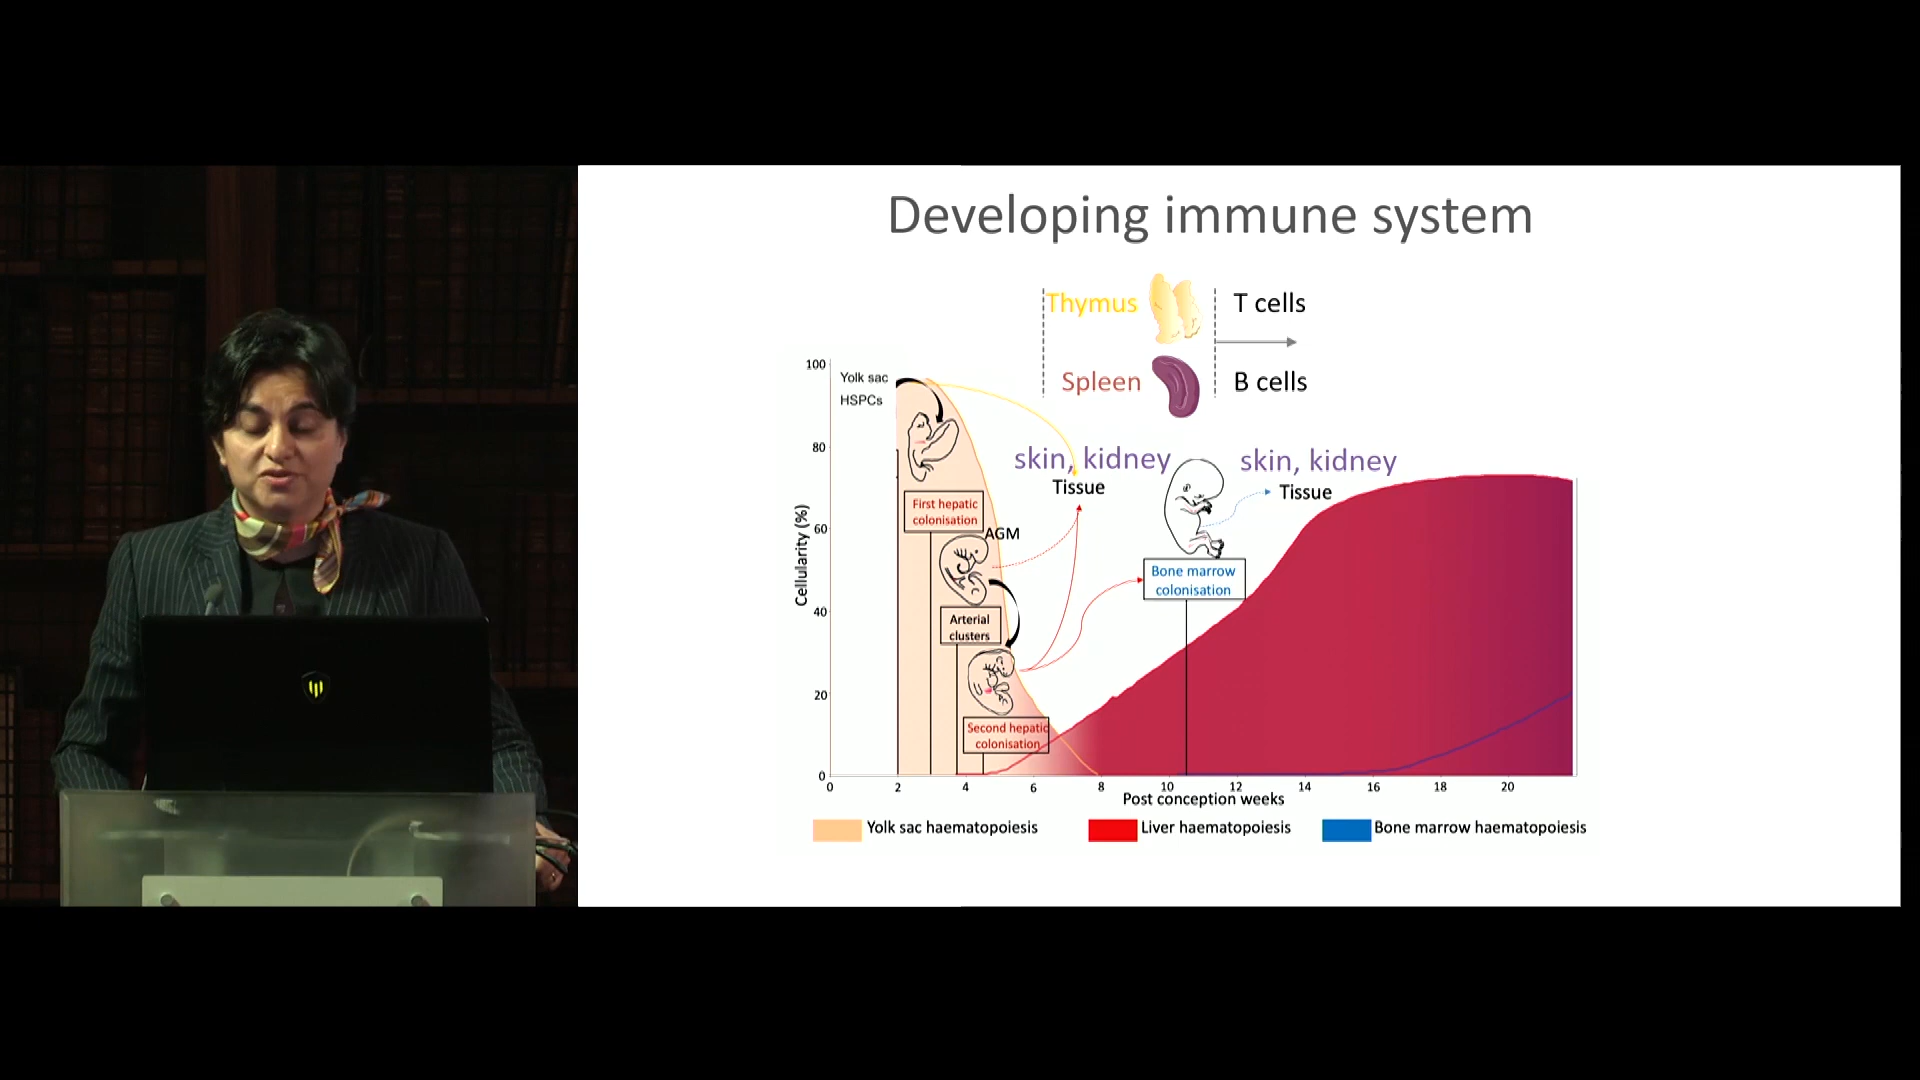 Developing immune system
Thymus
T cells
Spleen
B cells
Yolk sac
HSPCs
skin, kidney
Tissue
skin, kidney
Tissue
First hepatic
colonisation
AGM
Arterial
clusters
Second hepatic
colonisation
Bone marrow
colonisation
Cellularity (%)
100
80
60
40
20
0
0 2 4 6 8 10 12 14 16 18 20
Post conception weeks
Yolk sac haematopoiesis
Liver haematopoiesis
Bone marrow haematopoiesis